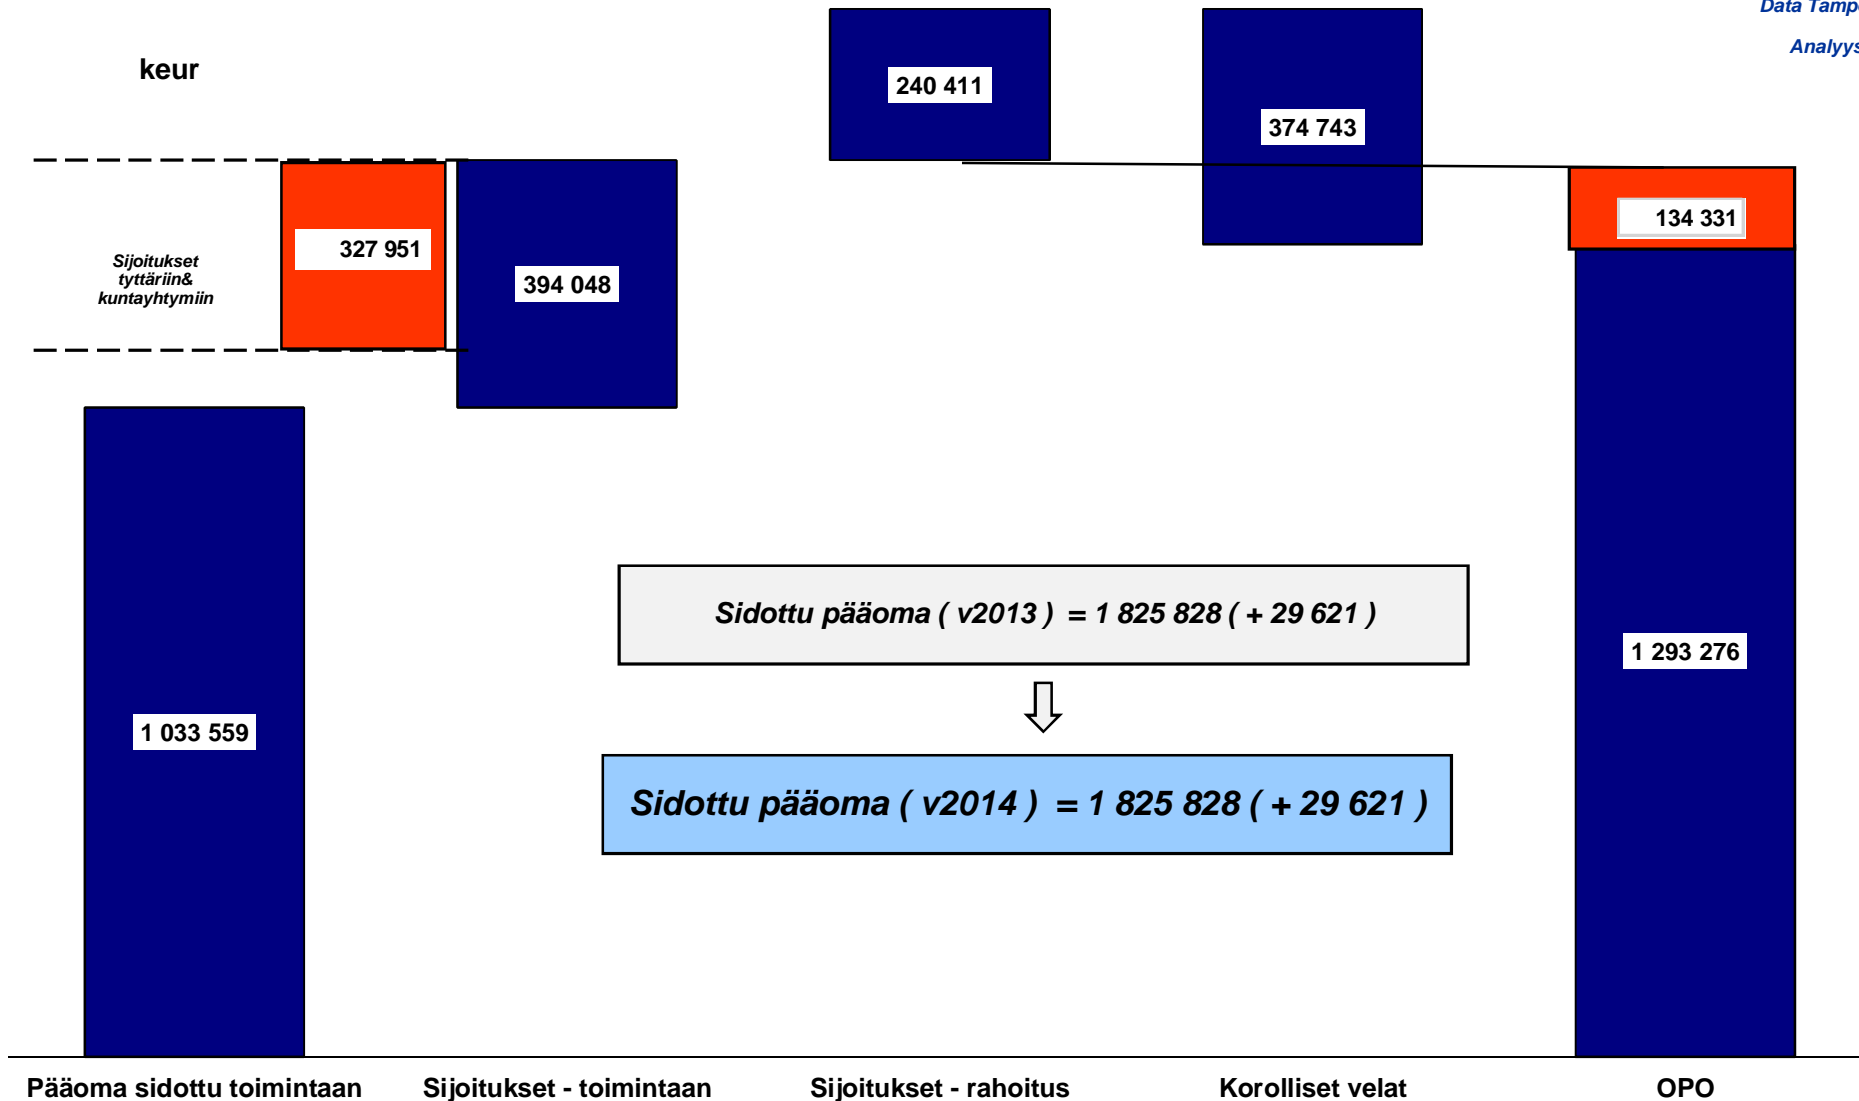 Data Tamp
Analyys
keur
240 411
374 743
327 951
134 331
Sijoitukset
tyttäriin&
kuntayhtymiin
394 048
Sidottu pääoma ( v2013 ) = 1 825 828 ( + 29 621 )
1 293 276
1 033 559
Sidottu pääoma ( v2014 ) = 1 825 828 ( + 29 621 )
Pääoma sidottu toimintaan
Sijoitukset - toimintaan
Sijoitukset - rahoitus
Korolliset velat
OPO